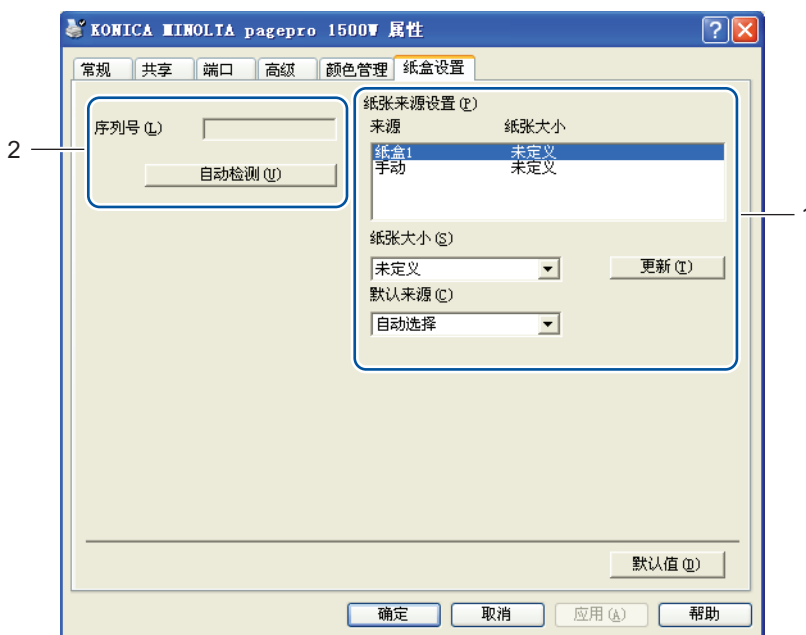 KONICA MINOLTA pagepro 1500W 属性
常规 共享 端口 高级 颜色管理 纸盒设置
2
序列号(L)
自动检测(U)
纸张来源设置(P)
来源 纸张大小
纸盒1 未定义
手动 未定义
1
纸张大小(S)
未定义
更新(T)
默认来源(C)
自动选择
默认值(D)
确定 取消 应用(A) 帮助